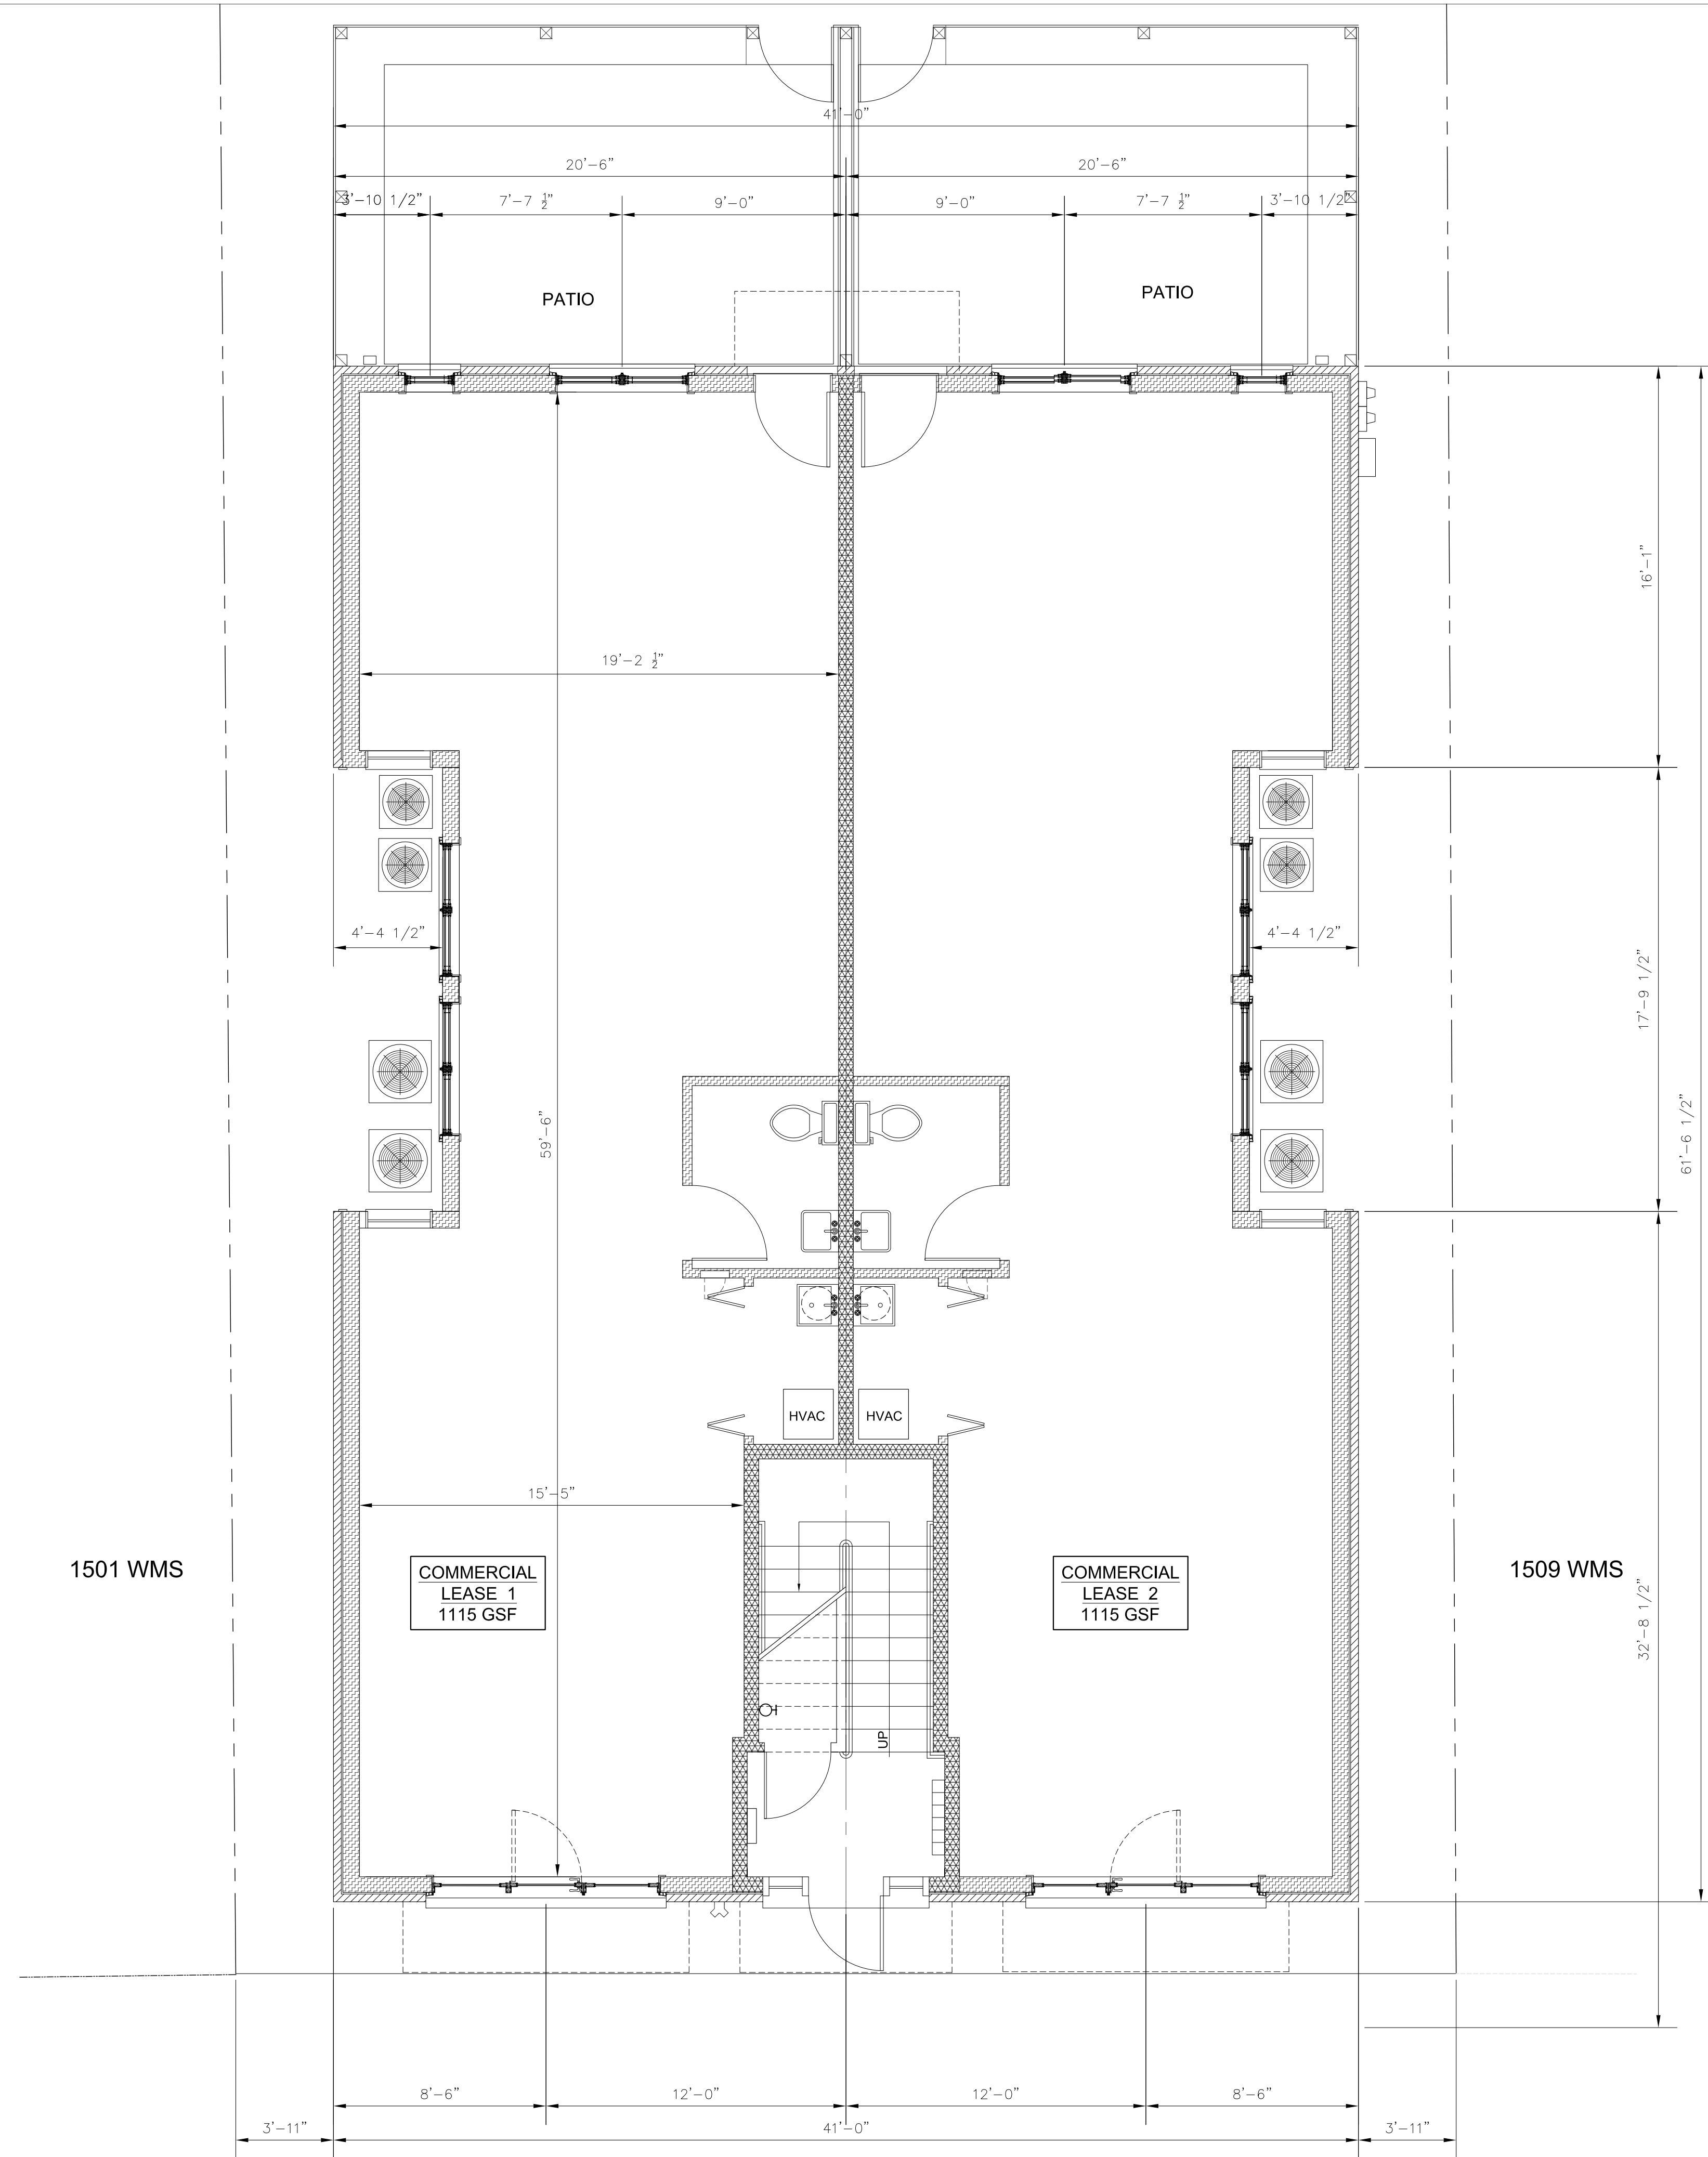 41'-0"
20'-6" 20'-6"
3'-10 1/2" 7'-7 1/2" 9'-0" 9'-0" 7'-7 1/2" 3'-10 1/2"
PATIO PATIO
16'-1"
19'-2 1/2"
4'-4 1/2" 4'-4 1/2"
17'-9 1/2"
59'-6"
61'-6 1/2"
HVAC HVAC
15'-5"
1501 WMS
COMMERCIAL
LEASE 1
1115 GSF
COMMERCIAL
LEASE 2
1115 GSF
1509 WMS
32'-8 1/2"
UP
8'-6" 12'-0" 12'-0" 8'-6"
3'-11" 41'-0" 3'-11"